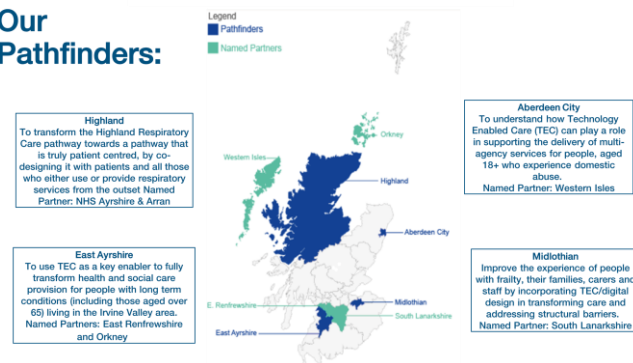 Our
Pathfinders:
Legend
Pathfinders
Named Partners
Highland
To transform the Highland Respiratory
Care pathway towards a pathway that
is truly patient centred, by co-
designing it with patients and all those
who either use or provide respiratory
services from the outset Named
Partner: NHS Ayrshire & Arran
East Ayrshire
To use TEC as a key enabler to fully
transform health and social care
provision for people with long term
conditions (including those aged over
65) living in the Irvine Valley area.
Named Partners: East Renfrewshire
and Orkney
Orkney
Western Isles
Highland
Aberdeen City
Midlothian
E. Renfrewshire
South Lanarkshire
East Ayrshire
Aberdeen City
To understand how Technology
Enabled Care (TEC) can play a role
in supporting the delivery of multi-
agency services for people, aged
18+ who experience domestic
abuse.
Named Partner: Western Isles
Midlothian
Improve the experience of people
with frailty, their families, carers and
staff by incorporating TEC/digital
design in transforming care and
addressing structural barriers.
Named Partner: South Lanarkshire